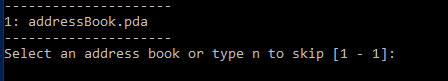 ---------------------
1: addressBook.pda
---------------------
Select an address book or type n to skip [1 - 1]: